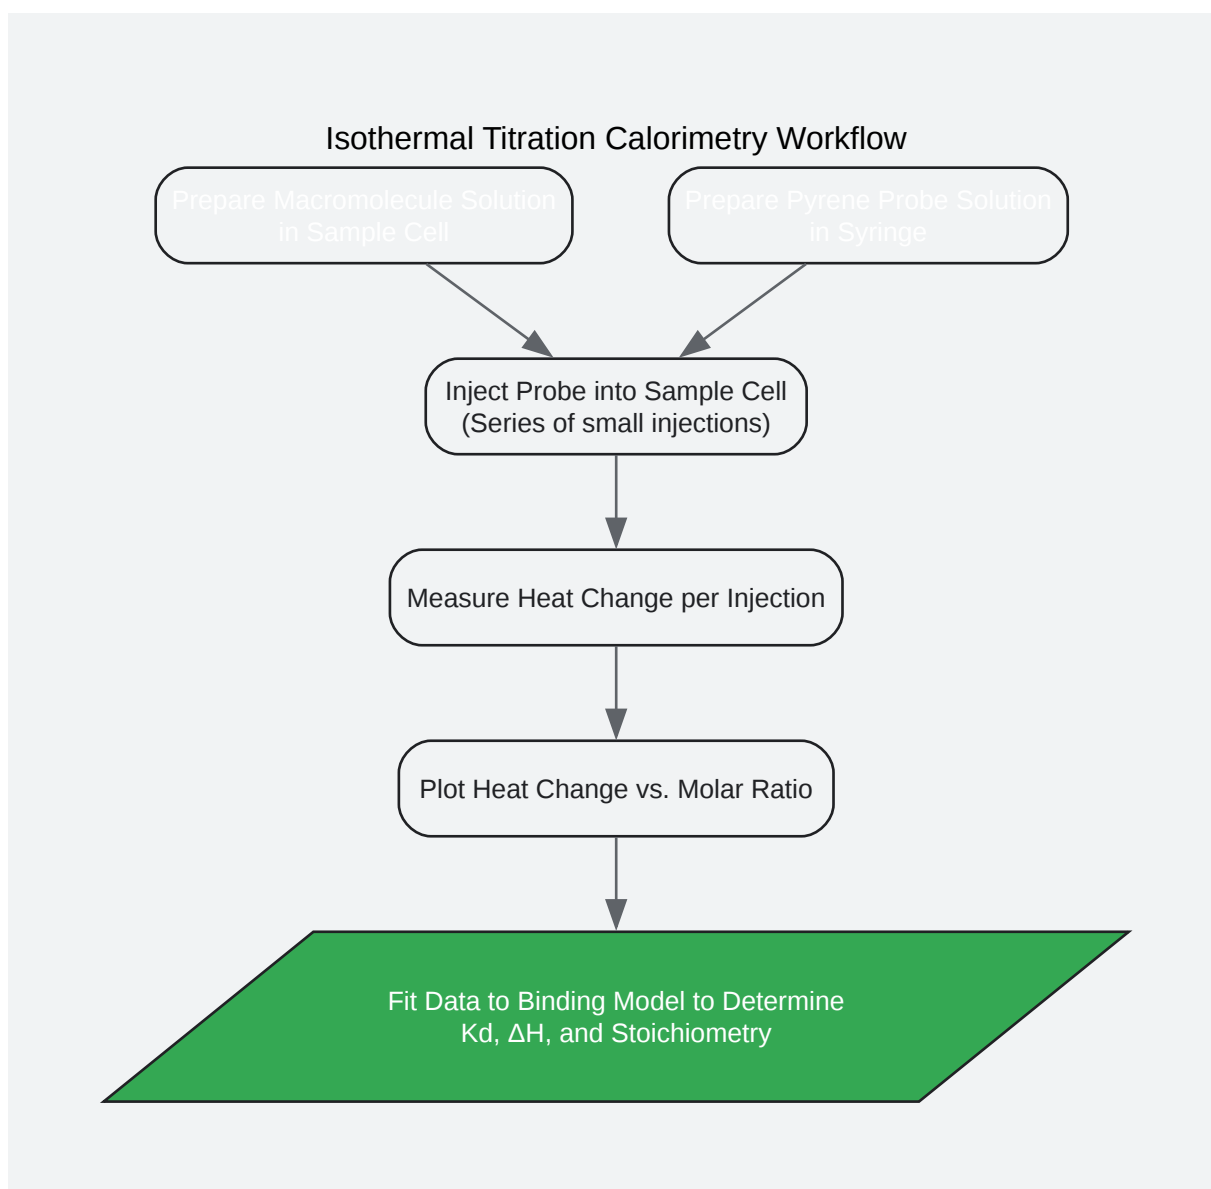 Isothermal Titration Calorimetry Workflow
Prepare Macromolecule Solution
in Sample Cell
Prepare Pyrene Probe Solution
in Syringe
Inject Probe into Sample Cell
(Series of small injections)
Measure Heat Change per Injection
Plot Heat Change vs. Molar Ratio
Fit Data to Binding Model to Determine
Kd, ΔH, and Stoichiometry